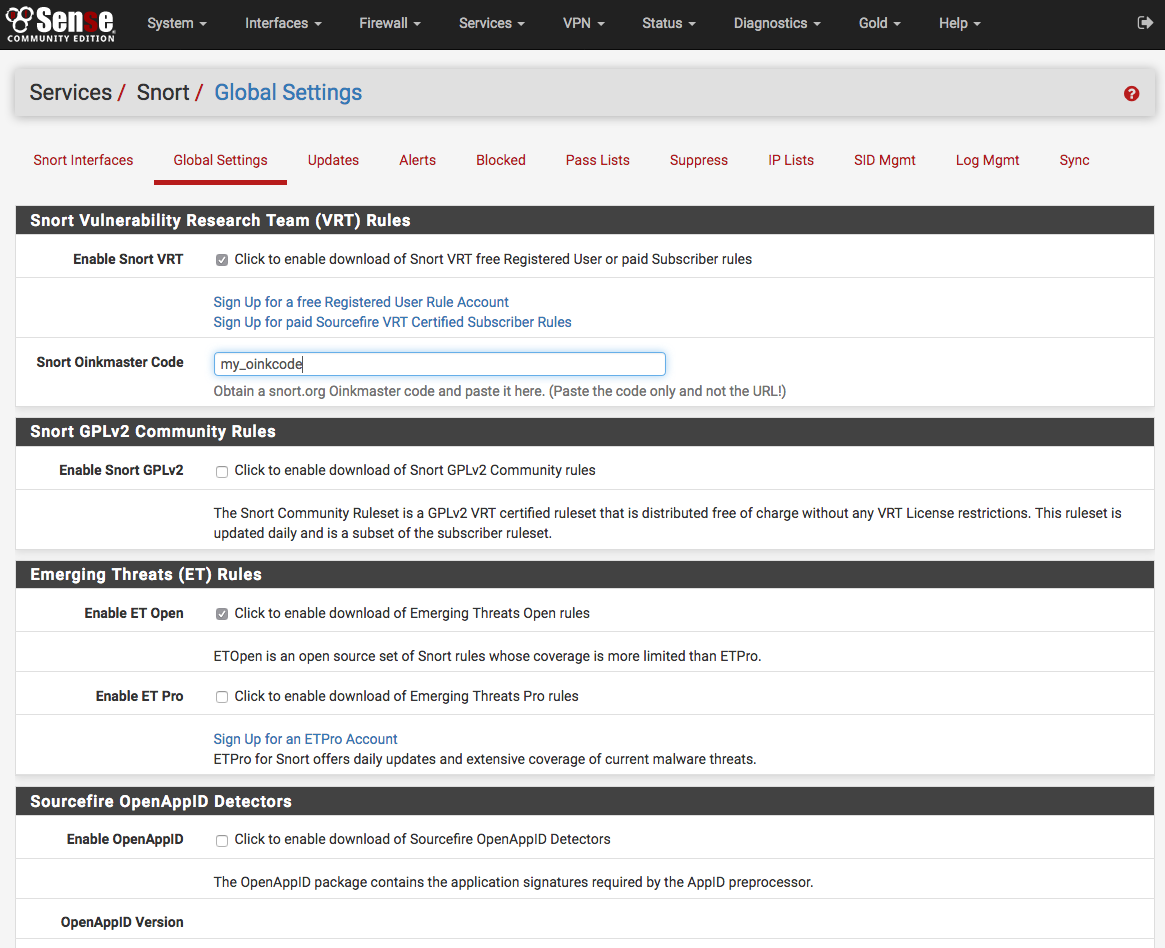 Sense
COMMUNITY EDITION
System Interfaces Firewall Services VPN Status Diagnostics Gold Help
Services / Snort / Global Settings
?
Snort Interfaces Global Settings Updates Alerts Blocked Pass Lists Suppress IP Lists SID Mgmt Log Mgmt Sync
Snort Vulnerability Research Team (VRT) Rules
Enable Snort VRT Click to enable download of Snort VRT free Registered User or paid Subscriber rules
Sign Up for a free Registered User Rule Account
Sign Up for paid Sourcefire VRT Certified Subscriber Rules
Snort Oinkmaster Code my_oinkcode
Obtain a snort.org Oinkmaster code and paste it here. (Paste the code only and not the URL!)
Snort GPLv2 Community Rules
Enable Snort GPLv2 Click to enable download of Snort GPLv2 Community rules
The Snort Community Ruleset is a GPLv2 VRT certified ruleset that is distributed free of charge without any VRT License restrictions. This ruleset is
updated daily and is a subset of the subscriber ruleset.
Emerging Threats (ET) Rules
Enable ET Open Click to enable download of Emerging Threats Open rules
ETOpen is an open source set of Snort rules whose coverage is more limited than ETPro.
Enable ET Pro Click to enable download of Emerging Threats Pro rules
Sign Up for an ETPro Account
ETPro for Snort offers daily updates and extensive coverage of current malware threats.
Sourcefire OpenAppID Detectors
Enable OpenAppID Click to enable download of Sourcefire OpenAppID Detectors
The OpenAppID package contains the application signatures required by the AppID preprocessor.
OpenAppID Version